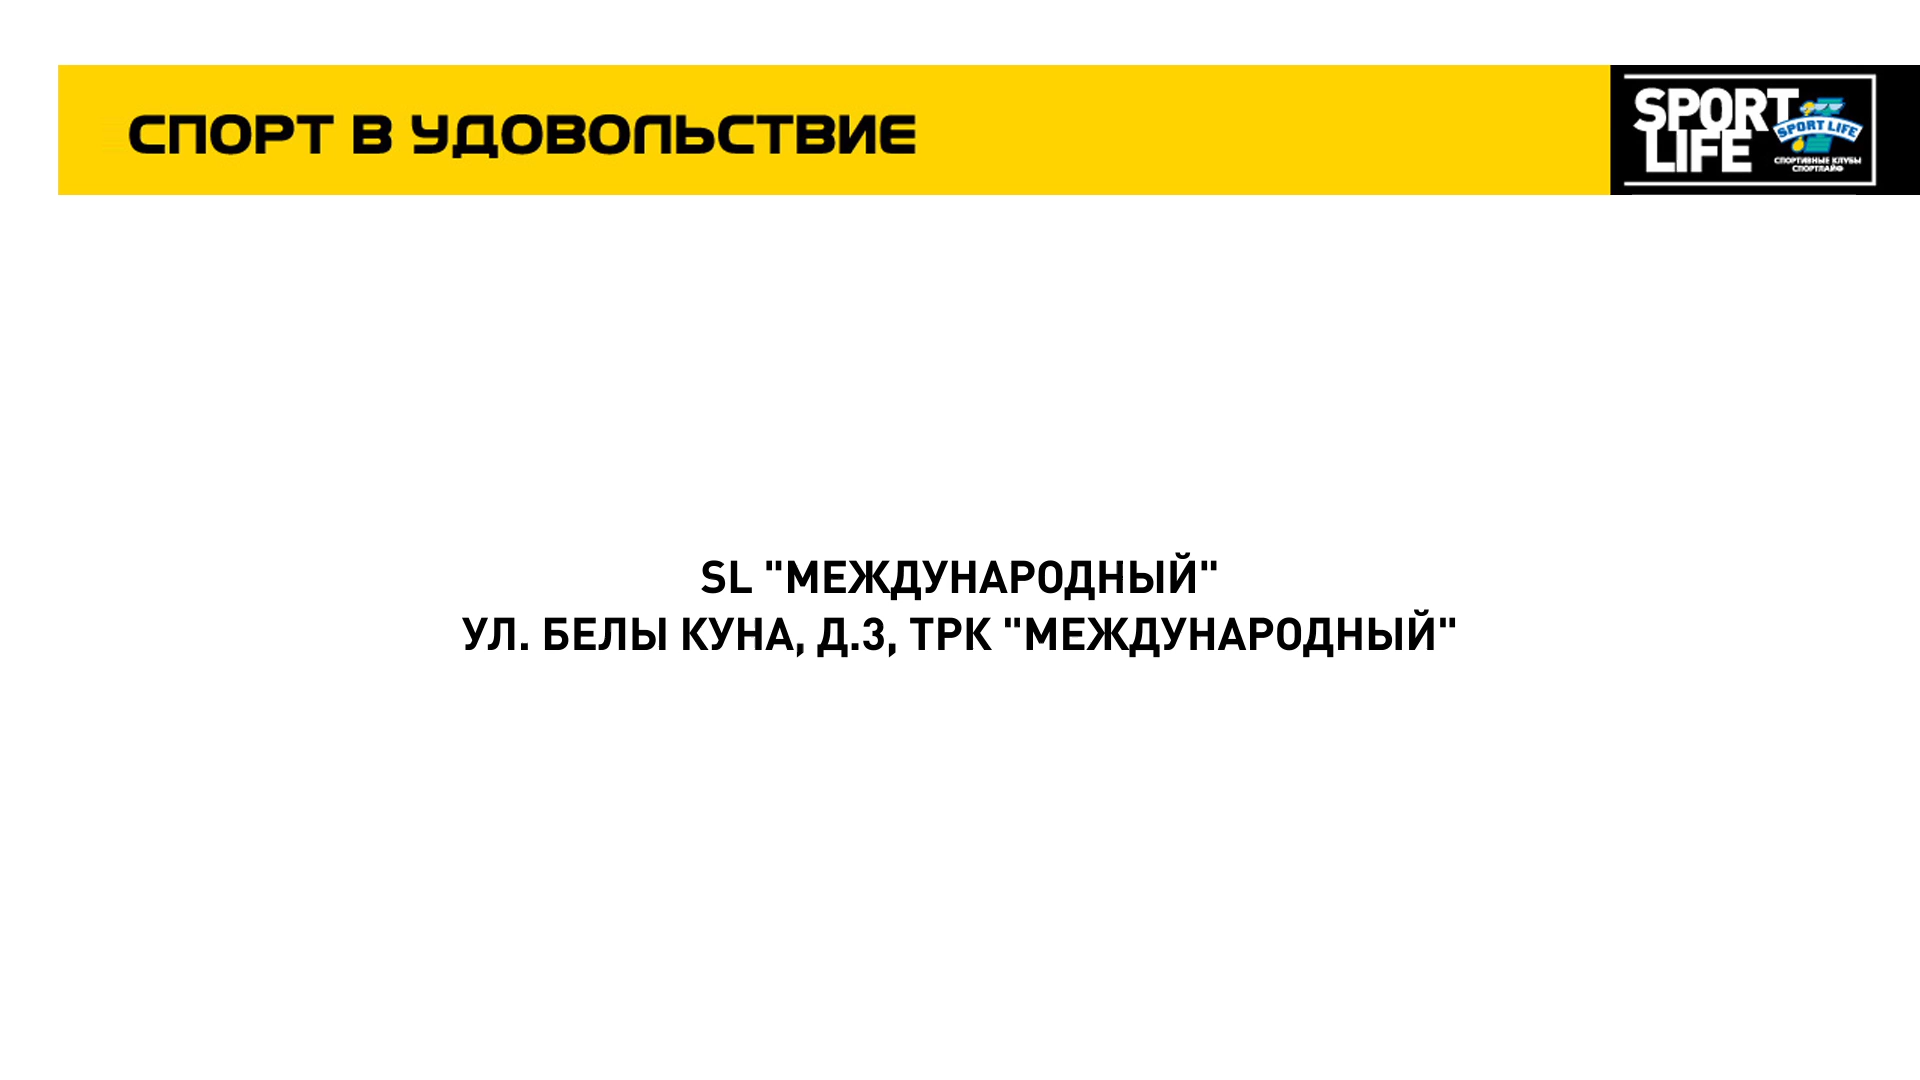 СПОРТ В УДОВОЛЬСТВИЕ
SPORT
LIFE
SPORT LIFE
СПОРТИВНЫЕ КЛУБЫ
СПОРТЛАЙФ
SL "МЕЖДУНАРОДНЫЙ"
УЛ. БЕЛЫ КУНА, Д.3, ТРК "МЕЖДУНАРОДНЫЙ"